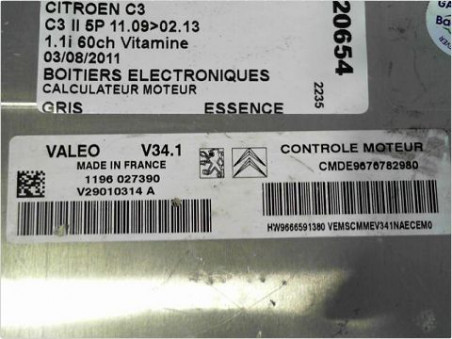 CITROEN C3
C3 II 5P 11.09>02.13
1.1i 60ch Vitamine
03/08/2011
BOITIERS ELECTRONIQUES
CALCULATEUR MOTEUR
GRIS ESSENCE
20654
2235
VALEO V34.1
MADE IN FRANCE
1196 027390
V29010314 A
CONTROLE MOTEUR
CMDE9676782980
HW9666591380 VEMSCMMEV341NAECEM0